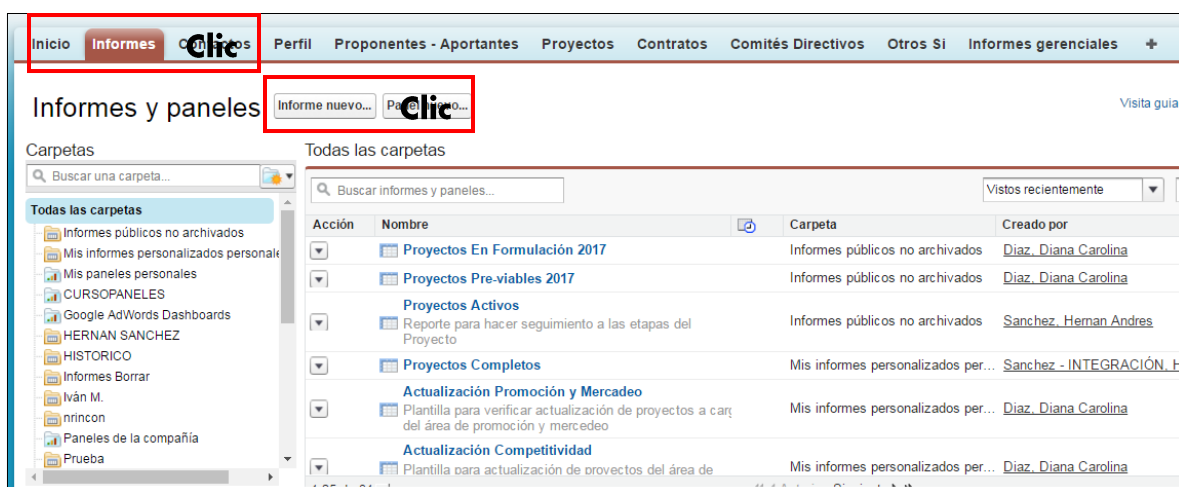 Inicio Informes Contactos Clic Perfil Proponentes - Aportantes Proyectos Contratos Comités Directivos Otros Si Informes gerenciales +
Informes y paneles Informe nuevo... Panel nuevo... Clic Visita guia
Carpetas Todas las carpetas
Buscar una carpeta...
Buscar informes y paneles... Vistos recientemente
Todas las carpetas
Informes públicos no archivados
Mis informes personalizados personale
Mis paneles personales
CURSOPANELES
Google AdWords Dashboards
HERNAN SANCHEZ
HISTORICO
Informes Borrar
Iván M.
nrincon
Paneles de la compañía
Prueba
Acción Nombre Carpeta Creado por
Proyectos En Formulación 2017 Informes públicos no archivados Diaz, Diana Carolina
Proyectos Pre-viables 2017 Informes públicos no archivados Diaz, Diana Carolina
Proyectos Activos
Reporte para hacer seguimiento a las etapas del Informes públicos no archivados Sanchez, Hernan Andres
Proyecto
Proyectos Completos Mis informes personalizados per... Sanchez - INTEGRACIÓN, H
Actualización Promoción y Mercadeo
Plantilla para verificar actualización de proyectos a carg Mis informes personalizados per... Diaz, Diana Carolina
del área de promoción y mercedeo
Actualización Competitividad
Plantilla para actualización de proyectos del área de Mis informes personalizados per... Diaz, Diana Carolina